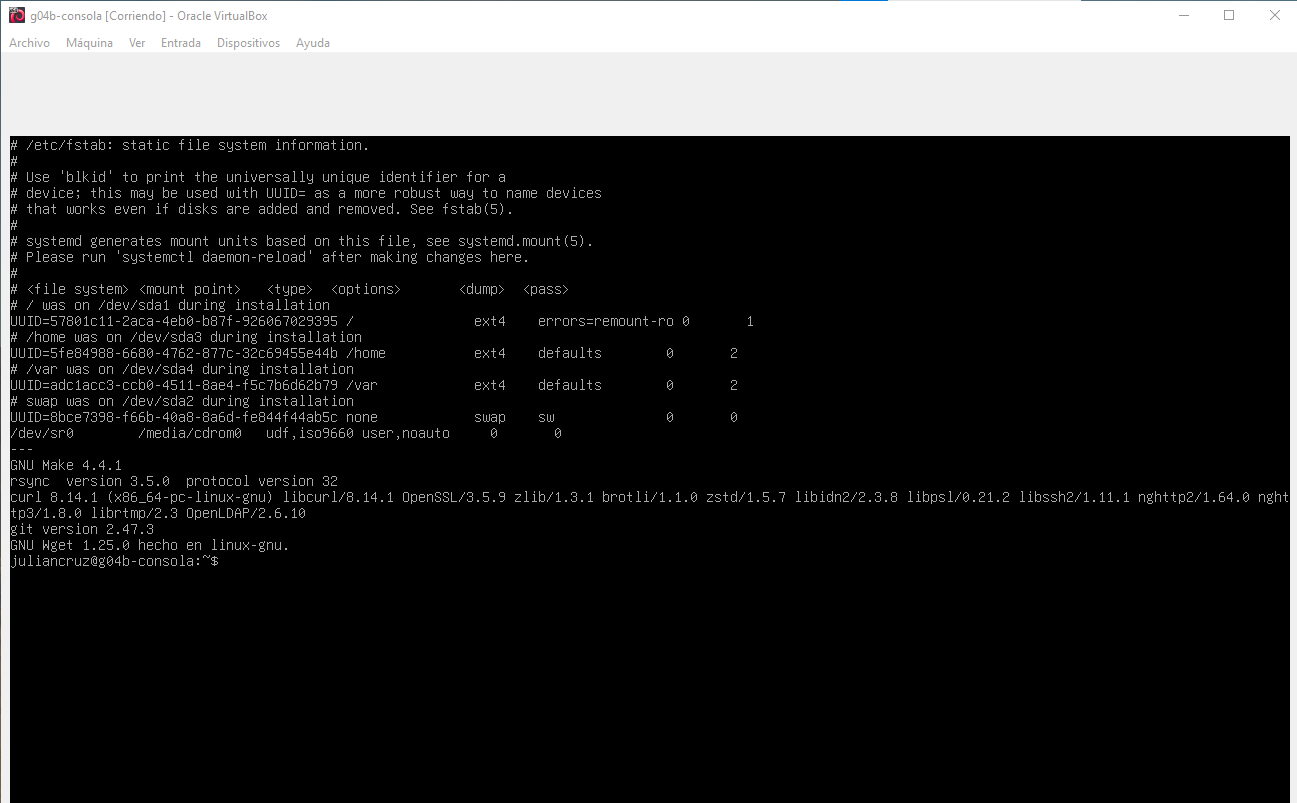 g04b-consola [Corriendo] - Oracle VirtualBox
Archivo Máquina Ver Entrada Dispositivos Ayuda
# /etc/fstab: static file system information.
#
# Use 'blkid' to print the universally unique identifier for a
# device; this may be used with UUID= as a more robust way to name devices
# that works even if disks are added and removed. See fstab(5).
#
# systemd generates mount units based on this file, see systemd.mount(5).
# Please run 'systemctl daemon-reload' after making changes here.
#
# <file system> <mount point>   <type>  <options>       <dump>  <pass>
# / was on /dev/sda1 during installation
UUID=57801c11-2aca-4eb0-b87f-926067029395 /               ext4    errors=remount-ro 0       1
# /home was on /dev/sda3 during installation
UUID=5fe84988-6680-4762-877c-32c69455e44b /home           ext4    defaults        0       2
# /var was on /dev/sda4 during installation
UUID=adc1acc3-ccb0-4511-8ae4-f5c7b6d62b79 /var            ext4    defaults        0       2
# swap was on /dev/sda2 during installation
UUID=8bce7398-f66b-40a8-8a6d-fe844f44ab5c none            swap    sw              0       0
/dev/sr0        /media/cdrom0   udf,iso9660 user,noauto     0       0
---
GNU Make 4.4.1
rsync  version 3.5.0  protocol version 32
curl 8.14.1 (x86_64-pc-linux-gnu) libcurl/8.14.1 OpenSSL/3.5.9 zlib/1.3.1 brotli/1.1.0 zstd/1.5.7 libidn2/2.3.8 libpsl/0.21.2 libssh2/1.11.1 nghttp2/1.64.0 nght
tp3/1.8.0 librtmp/2.3 OpenLDAP/2.6.10
git version 2.47.3
GNU Wget 1.25.0 hecho en linux-gnu.
juliancruz@g04b-consola:~$